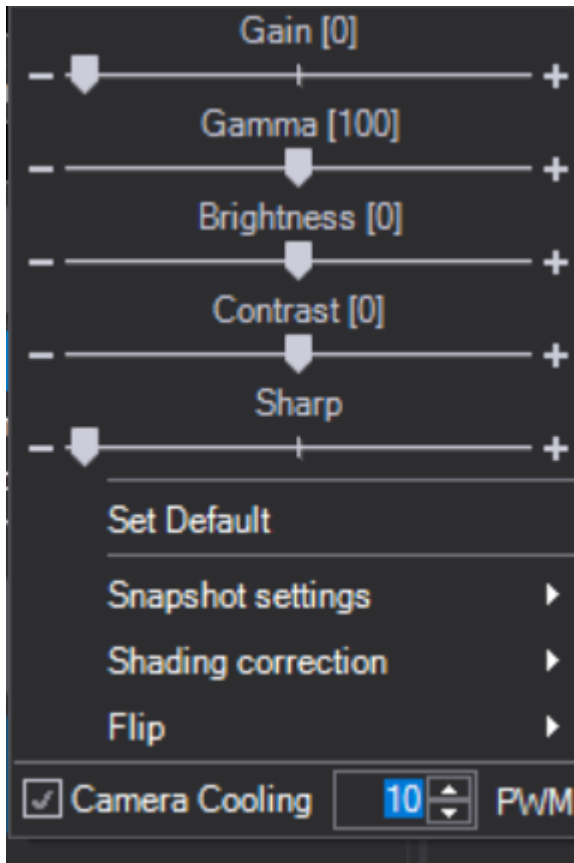 Gain [0]
Gamma [100]
Brightness [0]
Contrast [0]
Sharp
Set Default
Snapshot settings
Shading correction
Flip
Camera Cooling 10 PWM